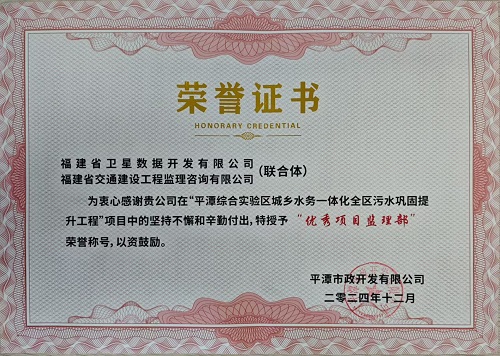 荣誉证书
HONORARY CREDENTIAL
福建省卫星数据开发有限公司
福建省交通建设工程监理咨询有限公司
(联合体)
为衷心感谢贵公司在“平潭综合实验区城乡水务一体化全区污水巩固提
升工程”项目中的坚持不懈和辛勤付出,特授予“优秀项目监理部”
荣誉称号,以资鼓励。
平潭市政开发有限公司
二零二四年十二月